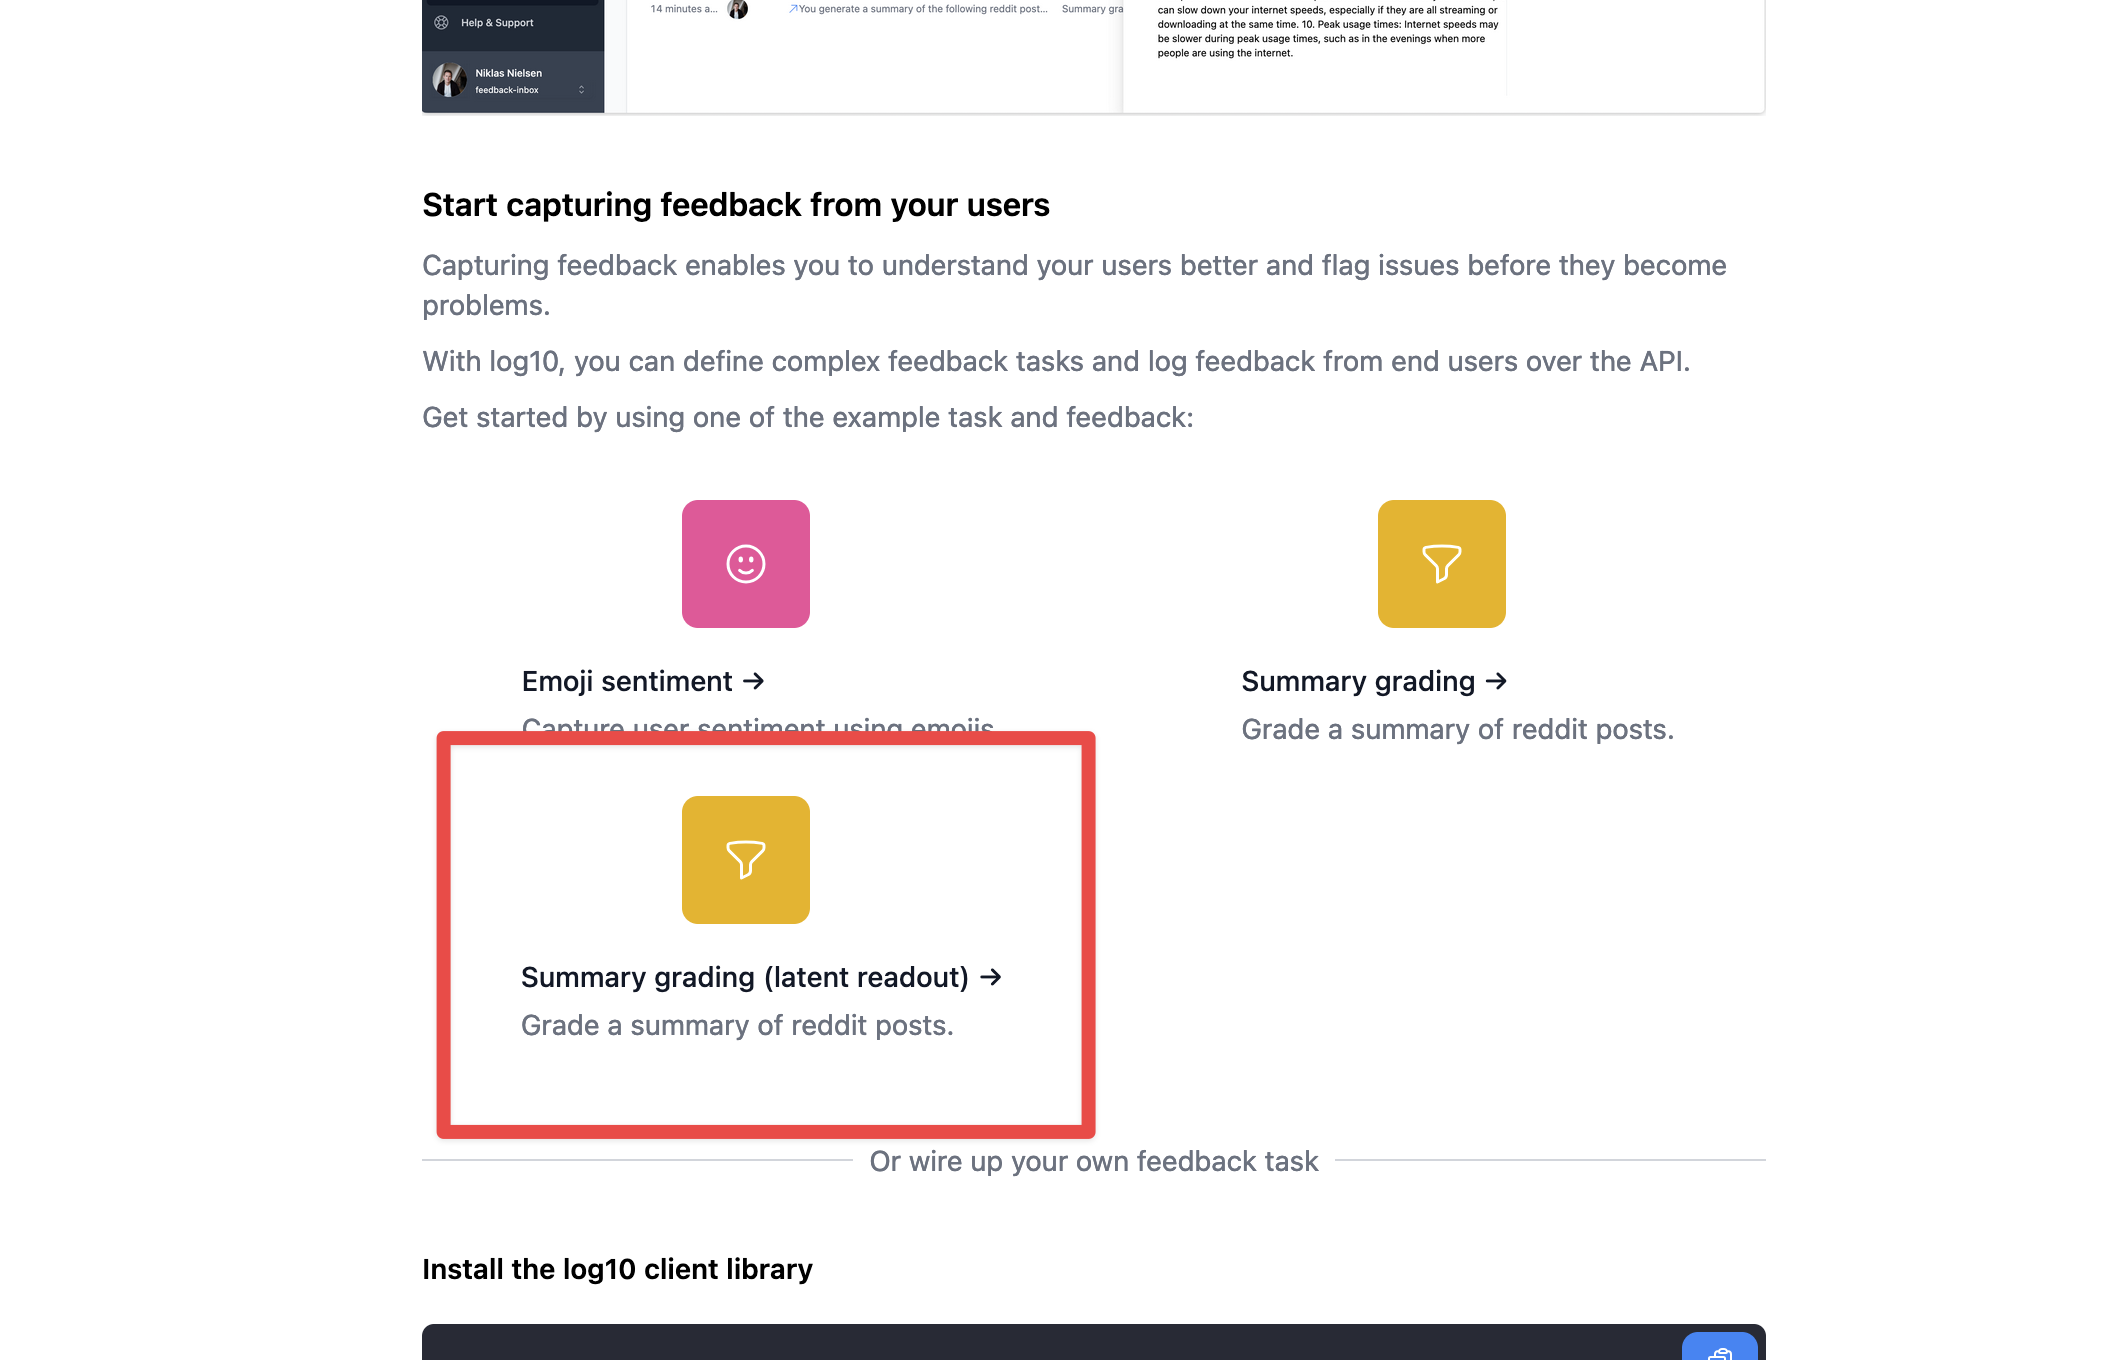 can slow down your internet speeds, especially if they are all streaming or
downloading at the same time. 10. Peak usage times: Internet speeds may
be slower during peak usage times, such as in the evenings when more
people are using the internet.
14 minutes a...
You generate a summary of the following reddit post...
Summary gra
Help & Support
Niklas Nielsen
feedback-inbox
Start capturing feedback from your users
Capturing feedback enables you to understand your users better and flag issues before they become
problems.
With log10, you can define complex feedback tasks and log feedback from end users over the API.
Get started by using one of the example task and feedback:
Emoji sentiment →
Capture user sentiment using emojis.
Summary grading →
Grade a summary of reddit posts.
Summary grading (latent readout) →
Grade a summary of reddit posts.
Or wire up your own feedback task
Install the log10 client library